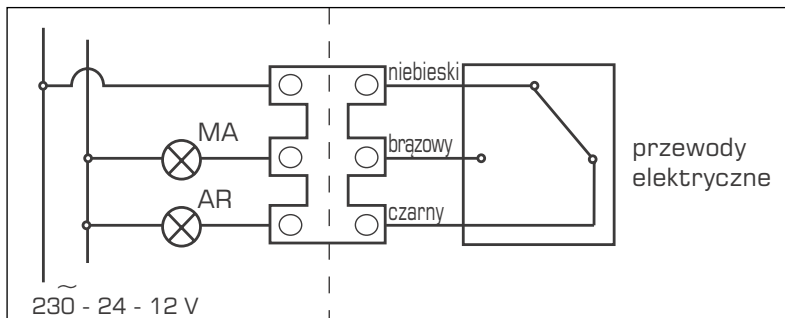 niebieski
MA
brązowy
przewody
elektryczne
AR
czarny
230 - 24 - 12 V